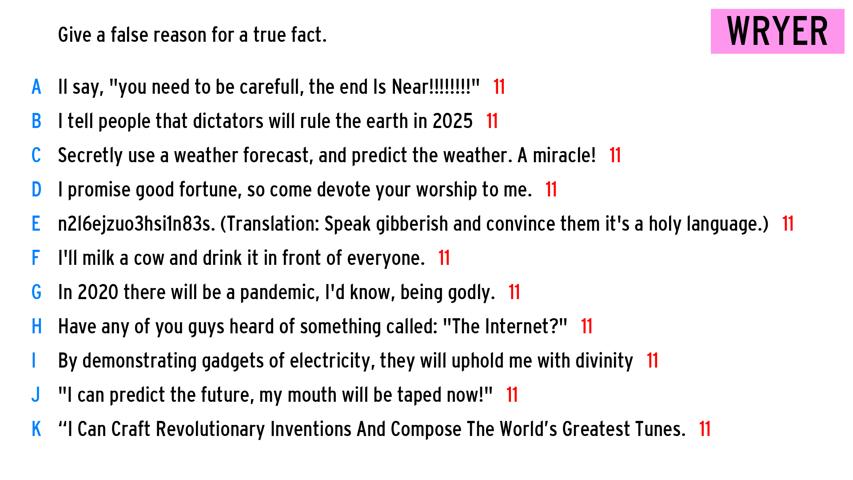 Give a false reason for a true fact.
WRYER
A Il say, "you need to be carefull, the end Is Near!!!!!!!!" 11
B I tell people that dictators will rule the earth in 2025 11
C Secretly use a weather forecast, and predict the weather. A miracle! 11
D I promise good fortune, so come devote your worship to me. 11
E n2l6ejzuo3hsi1n83s. (Translation: Speak gibberish and convince them it's a holy language.) 11
F I'll milk a cow and drink it in front of everyone. 11
G In 2020 there will be a pandemic, I'd know, being godly. 11
H Have any of you guys heard of something called: "The Internet?" 11
I By demonstrating gadgets of electricity, they will uphold me with divinity 11
J "I can predict the future, my mouth will be taped now!" 11
K “I Can Craft Revolutionary Inventions And Compose The World’s Greatest Tunes. 11